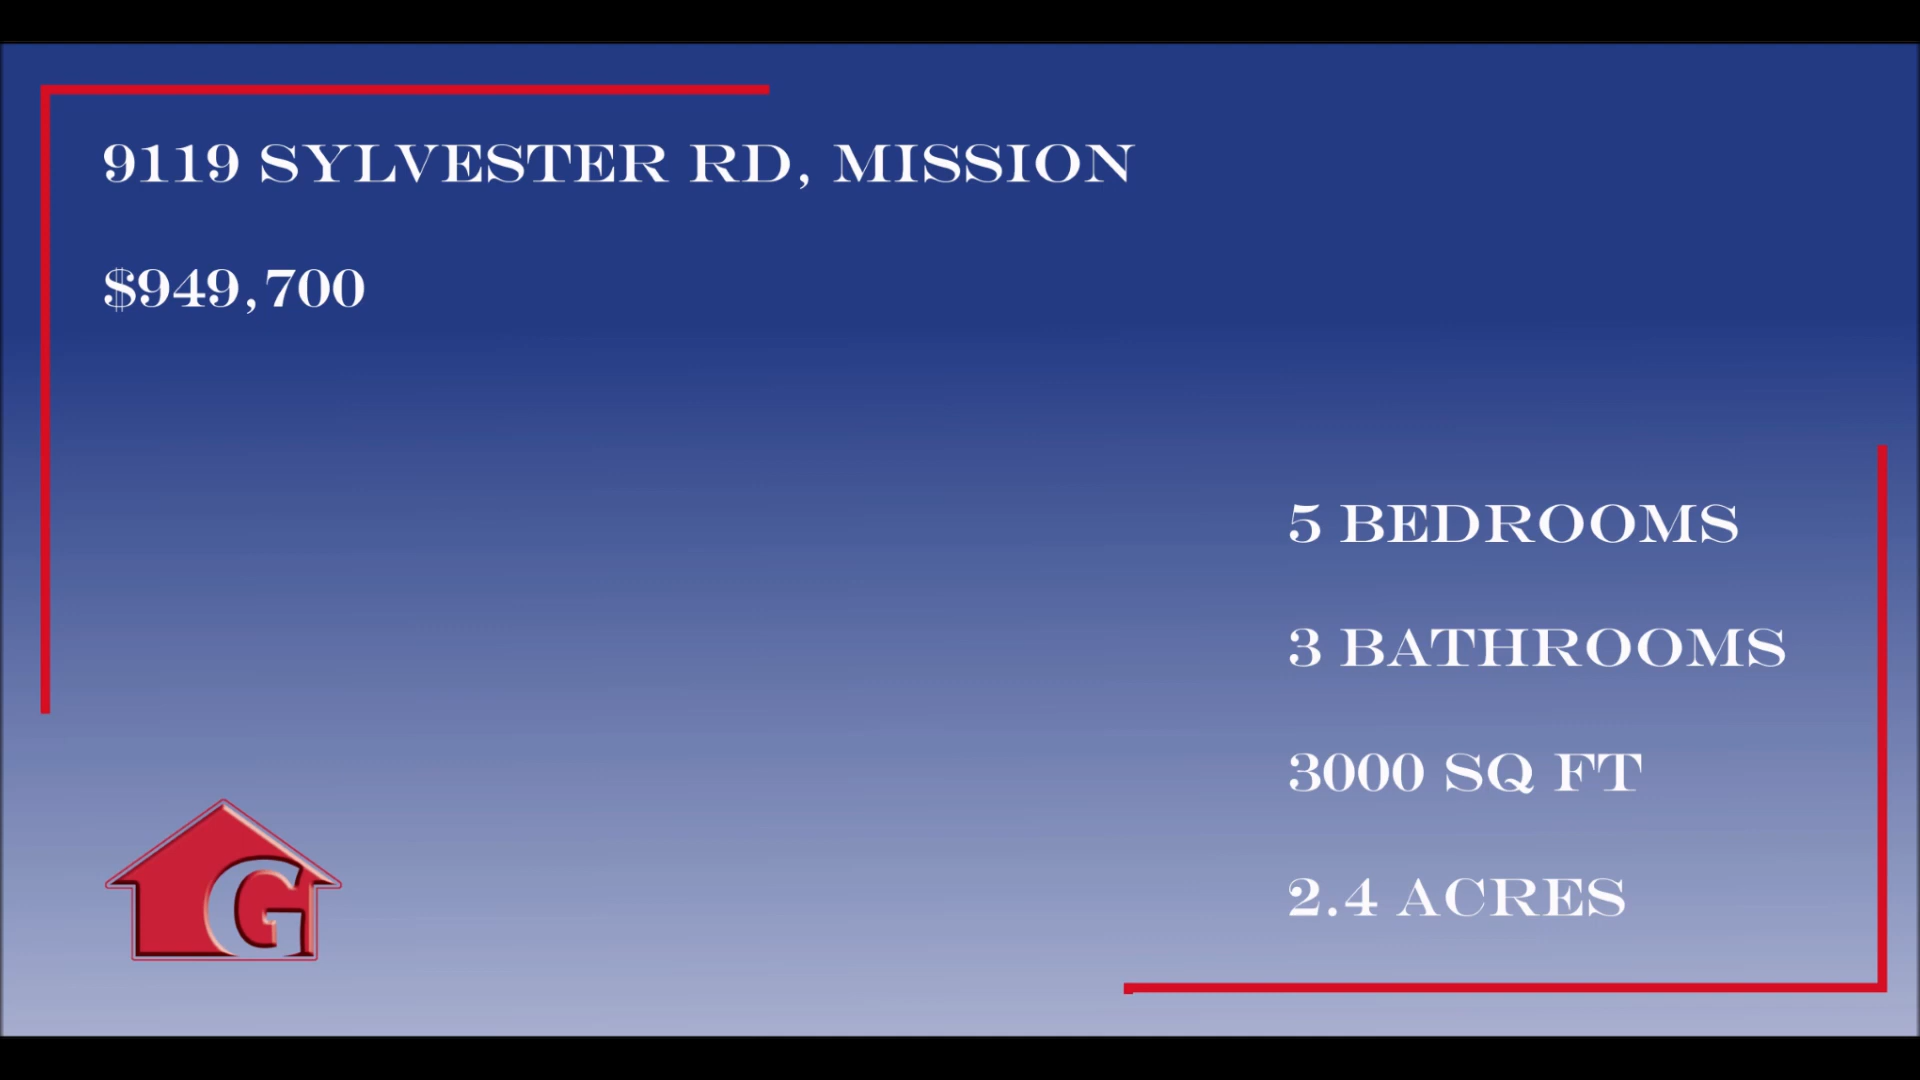 9119 SYLVESTER RD, MISSION
$949,700
5 BEDROOMS
3 BATHROOMS
3000 SQ FT
2.4 ACRES
G